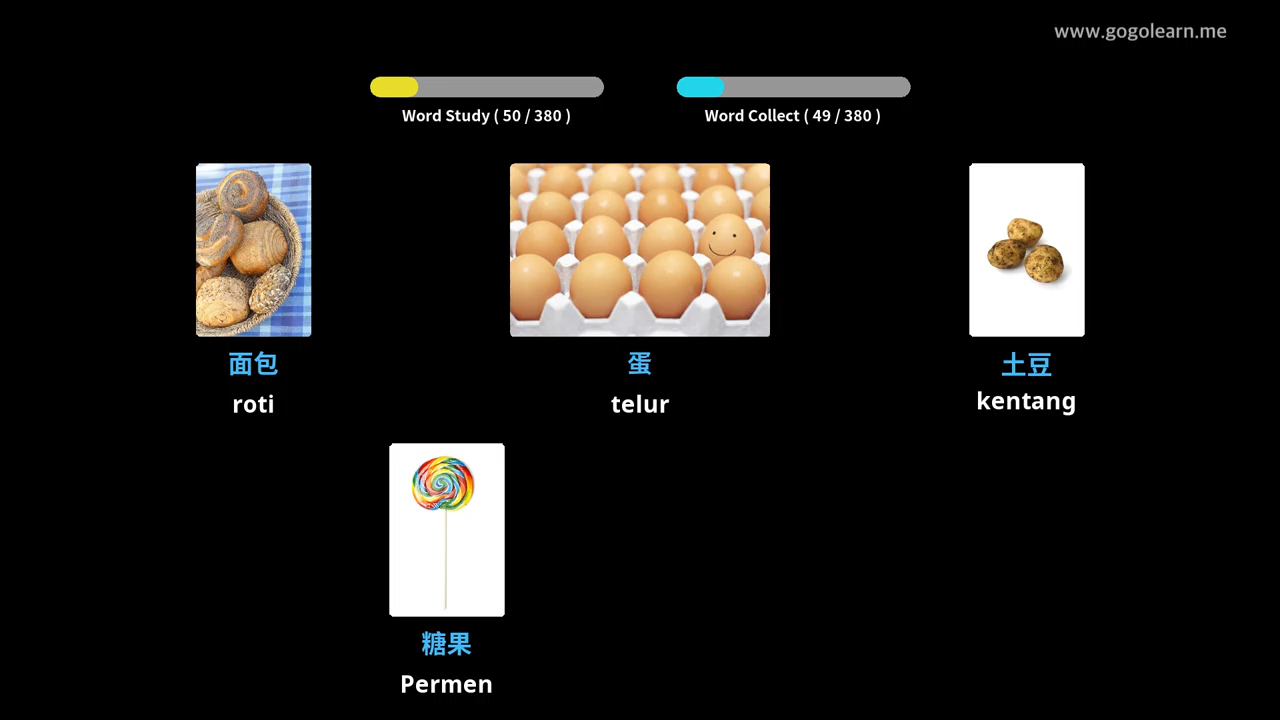 www.gogolearn.me
Word Study ( 50 / 380 )
Word Collect ( 49 / 380 )
面包
roti
蛋
telur
土豆
kentang
糖果
Permen